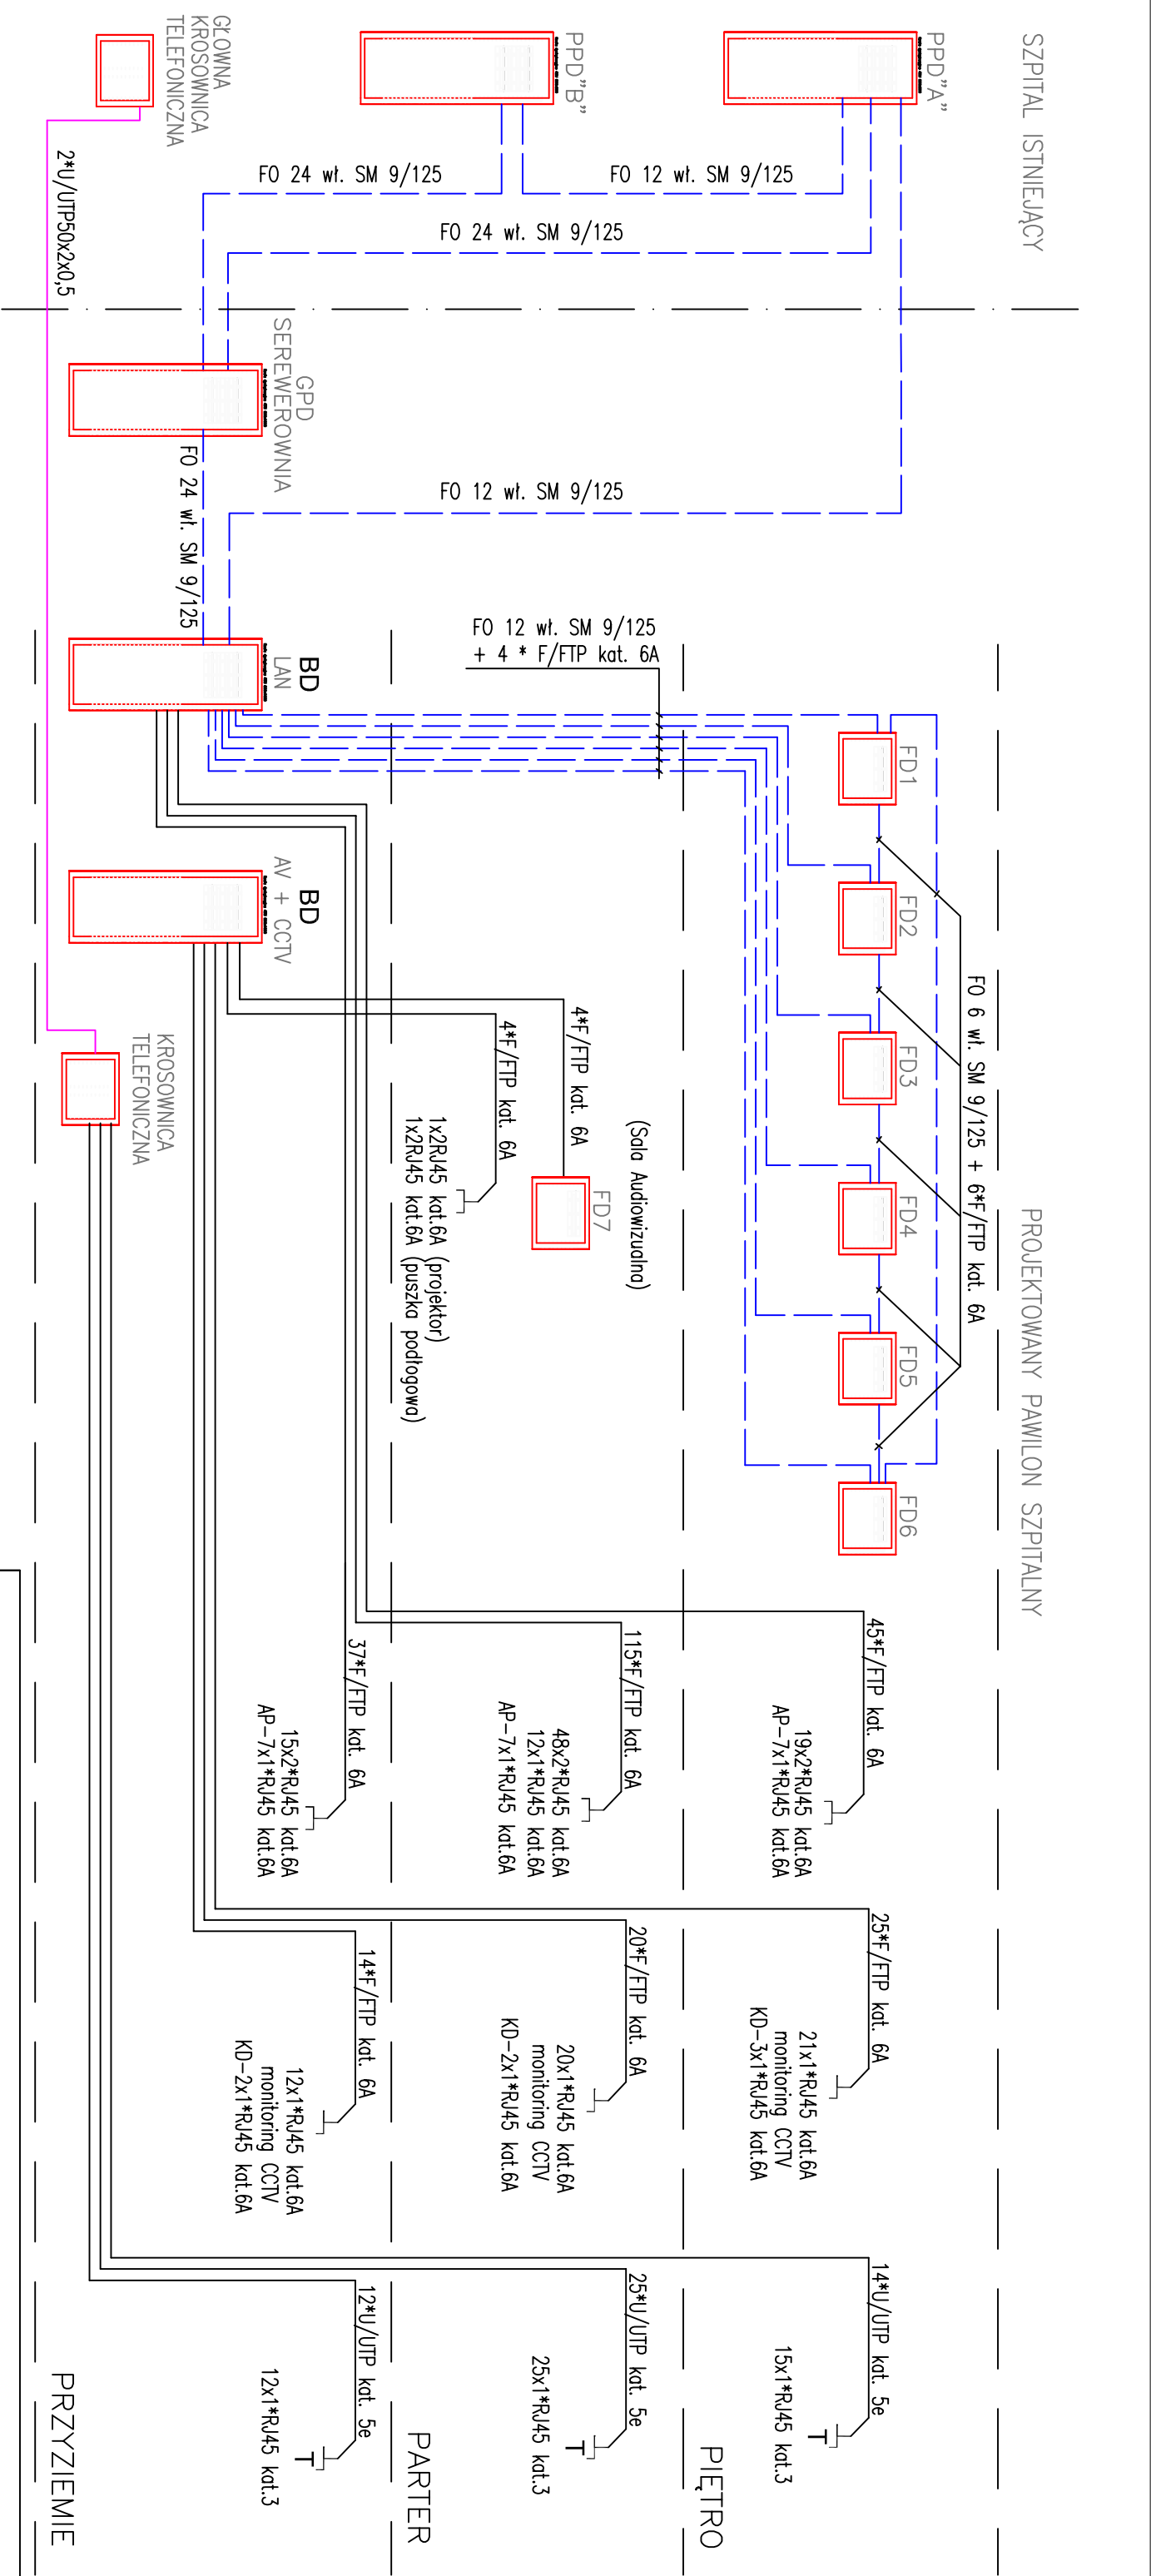 SZPITAL ISTNIEJĄCY
PROJEKTOWANY PAWILON SZPITALNY
PPD"A"
PPD"B"
GŁOWNA
KROSOWNICA
TELEFONICZNA
FO 24 wł. SM 9/125
FO 12 wł. SM 9/125
FO 24 wł. SM 9/125
2*U/UTP50x2x0,5
GPD
SEREWEROWNIA
FO 24 wł. SM 9/125
FO 12 wł. SM 9/125
FO 12 wł. SM 9/125
+ 4 * F/FTP kat. 6A
BD
LAN
BD
AV + CCTV
KROSOWNICA
TELEFONICZNA
FD1
FD2
FD3
FD4
FD5
FD6
FO 6 wł. SM 9/125 + 6*F/FTP kat. 6A
(Sala Audiowizualna)
FD7
4*F/FTP kat. 6A
4*F/FTP kat. 6A
1x2RJ45 kat.6A (projektor)
1x2RJ45 kat.6A (puszka podłogowa)
45*F/FTP kat. 6A
19x2*RJ45 kat.6A
AP-7x1*RJ45 kat.6A
115*F/FTP kat. 6A
48x2*RJ45 kat.6A
12x1*RJ45 kat.6A
AP-7x1*RJ45 kat.6A
37*F/FTP kat. 6A
15x2*RJ45 kat.6A
AP-7x1*RJ45 kat.6A
25*F/FTP kat. 6A
21x1*RJ45 kat.6A
monitoring CCTV
KD-3x1*RJ45 kat.6A
20*F/FTP kat. 6A
20x1*RJ45 kat.6A
monitoring CCTV
KD-2x1*RJ45 kat.6A
14*F/FTP kat. 6A
12x1*RJ45 kat.6A
monitoring CCTV
KD-2x1*RJ45 kat.6A
14*U/UTP kat. 5e
15x1*RJ45 kat.3
T
25*U/UTP kat. 5e
25x1*RJ45 kat.3
T
12*U/UTP kat. 5e
12x1*RJ45 kat.3
T
PIĘTRO
PARTER
PRZYZIEMIE